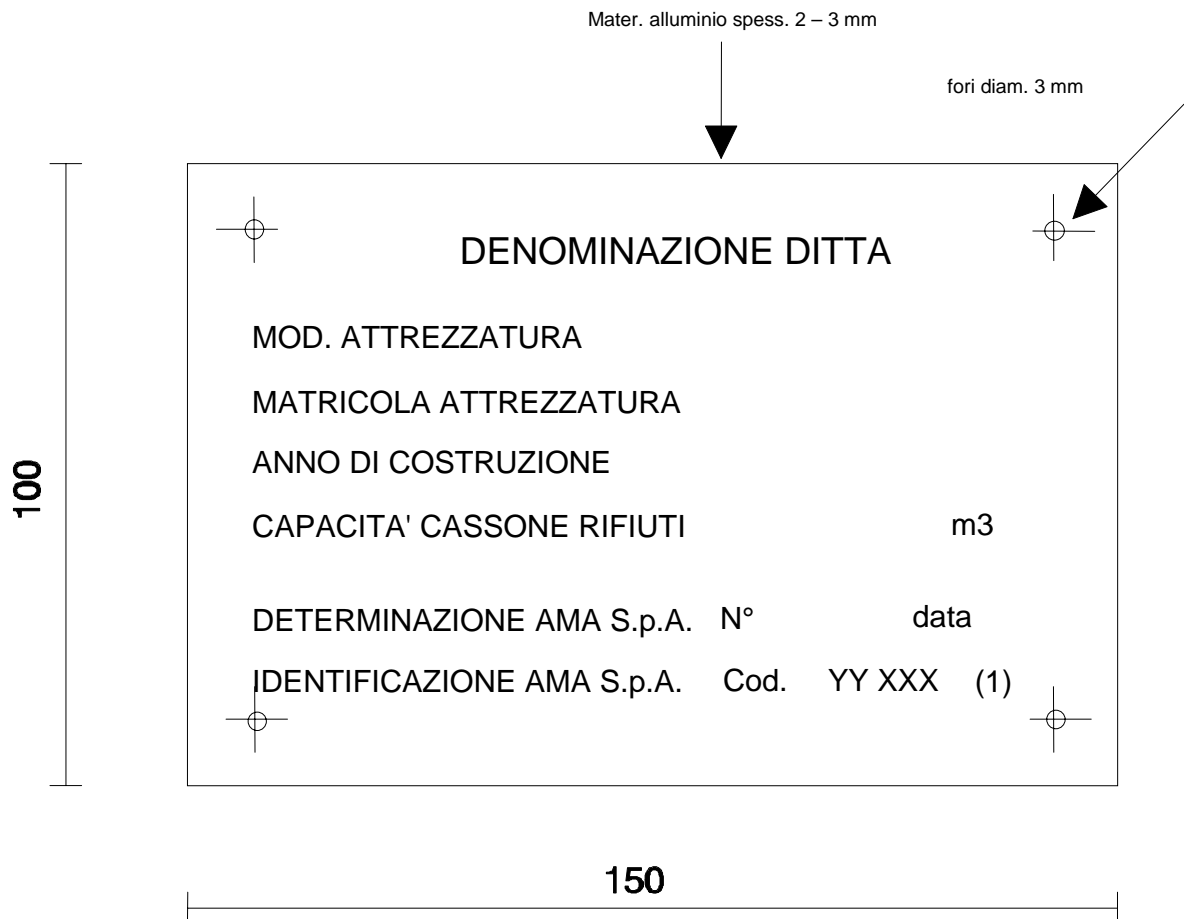 Mater. alluminio spess. 2 – 3 mm
fori diam. 3 mm
DENOMINAZIONE DITTA
MOD. ATTREZZATURA
MATRICOLA ATTREZZATURA
ANNO DI COSTRUZIONE
CAPACITA' CASSONE RIFIUTI m3
DETERMINAZIONE AMA S.p.A. N° data
IDENTIFICAZIONE AMA S.p.A. Cod. YY XXX (1)
100
150